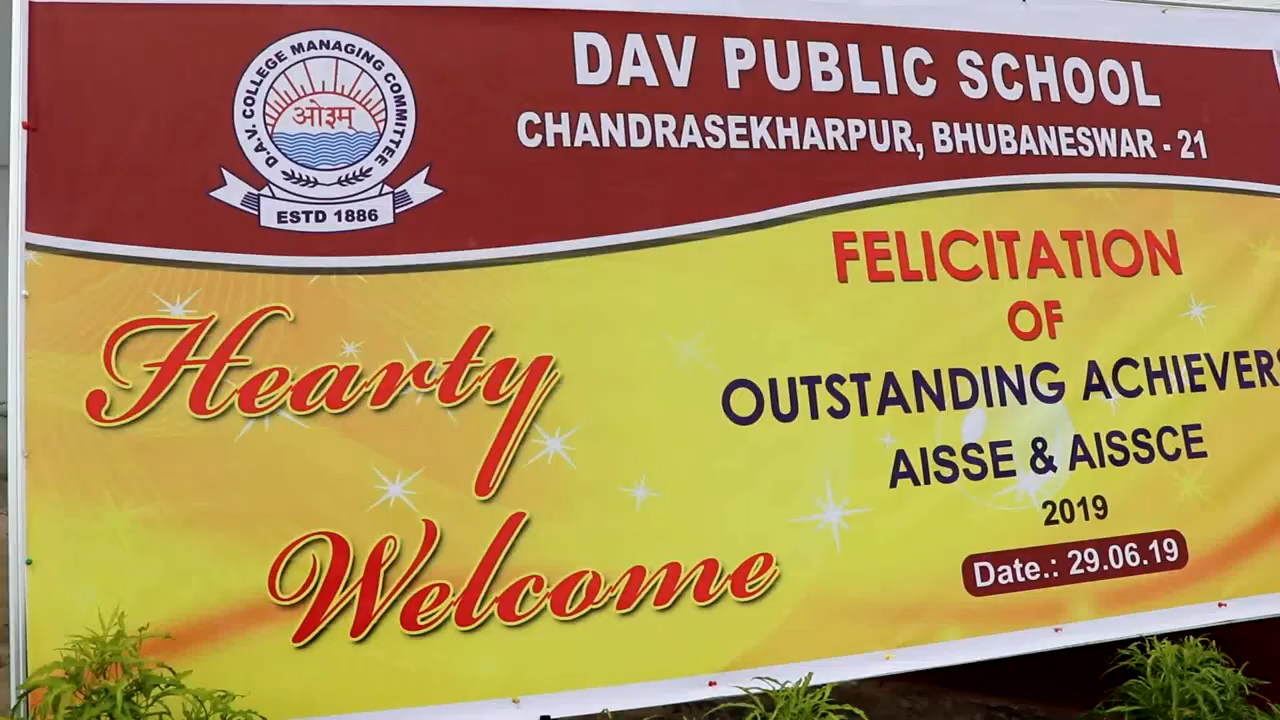 D.A.V. COLLEGE MANAGING COMMITTEE
ओ३म्
ESTD 1886
DAV PUBLIC SCHOOL
CHANDRASEKHARPUR, BHUBANESWAR - 21
Hearty
Welcome
FELICITATION
OF
OUTSTANDING ACHIEVERS
AISSE & AISSCE
2019
Date.: 29.06.19